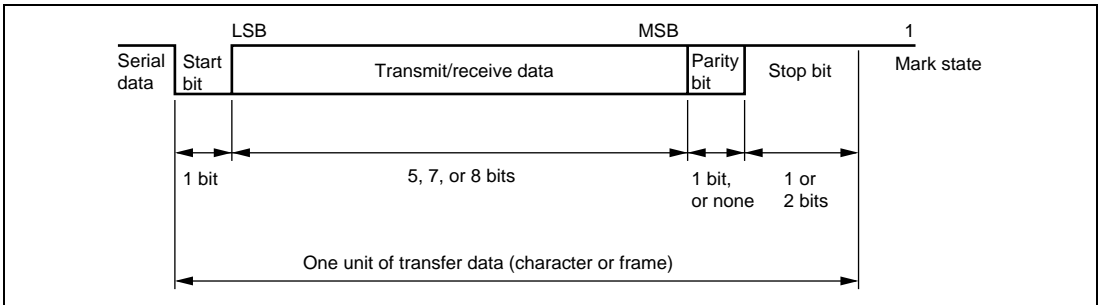 LSB MSB 1
Serial data
Start bit
Transmit/receive data
Parity bit
Stop bit
Mark state
1 bit
5, 7, or 8 bits
1 bit, or none
1 or 2 bits
One unit of transfer data (character or frame)